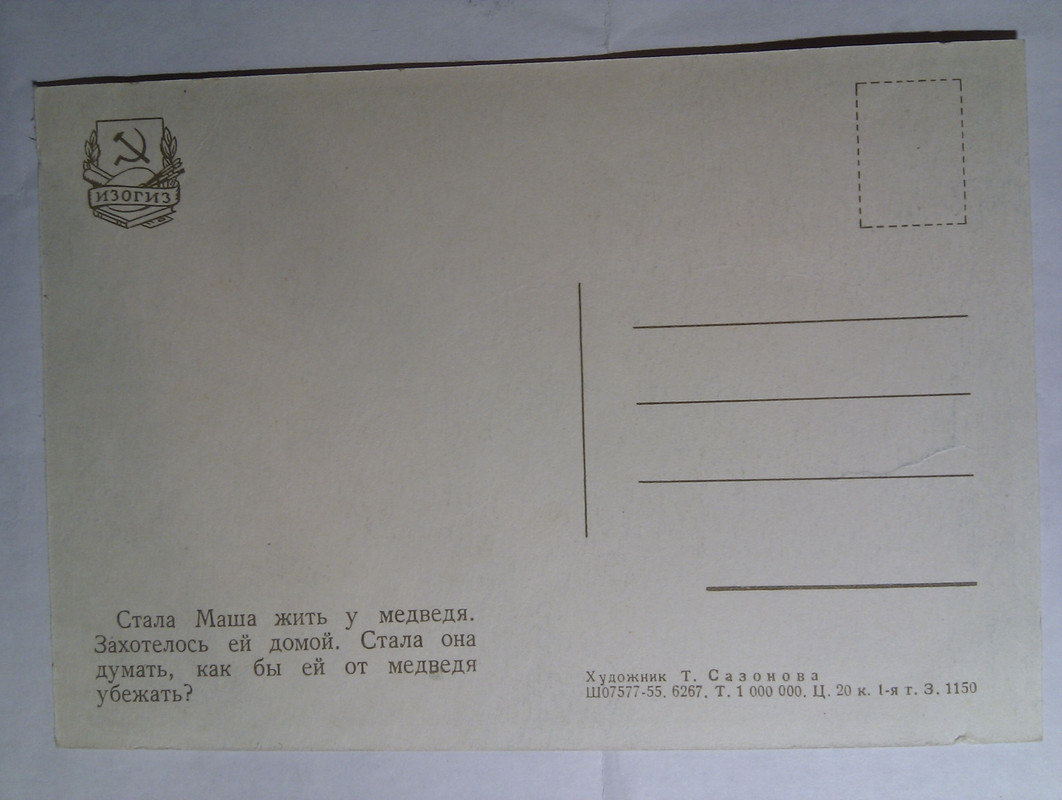 ИЗОГИЗ
Стала Маша жить у медведя.
Захотелось ей домой. Стала она
думать, как бы ей от медведя
убежать?
Художник Т. Сазонова
Ш07577-55. 6267. Т. 1 000 000. Ц. 20 к. 1-я т. З. 1150